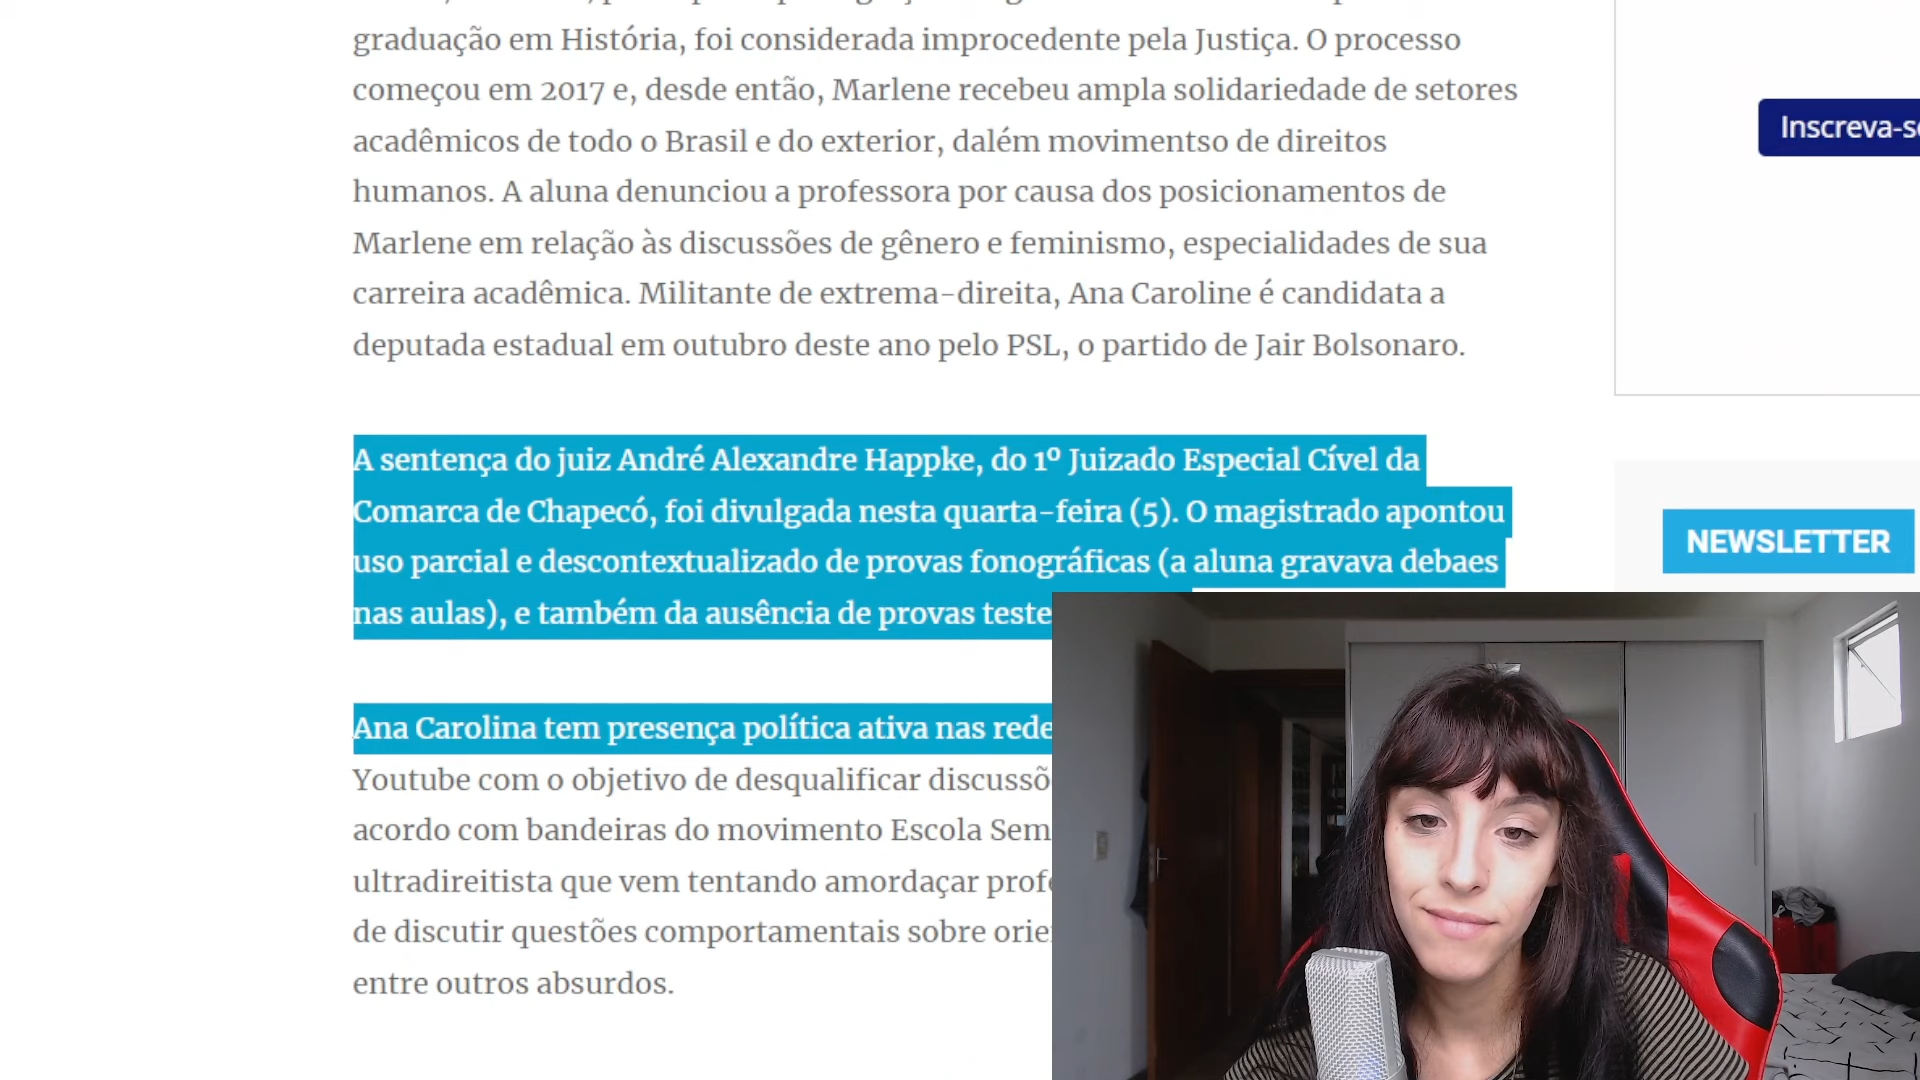 graduação em História, foi considerada improcedente pela Justiça. O processo
começou em 2017 e, desde então, Marlene recebeu ampla solidariedade de setores
acadêmicos de todo o Brasil e do exterior, dalém movimentso de direitos
humanos. A aluna denunciou a professora por causa dos posicionamentos de
Marlene em relação às discussões de gênero e feminismo, especialidades de sua
carreira acadêmica. Militante de extrema-direita, Ana Caroline é candidata a
deputada estadual em outubro deste ano pelo PSL, o partido de Jair Bolsonaro.
A sentença do juiz André Alexandre Happke, do 1º Juizado Especial Cível da
Comarca de Chapecó, foi divulgada nesta quarta-feira (5). O magistrado apontou
uso parcial e descontextualizado de provas fonográficas (a aluna gravava debaes
nas aulas), e também da ausência de provas teste
Ana Carolina tem presença política ativa nas rede
Youtube com o objetivo de desqualificar discussõ
acordo com bandeiras do movimento Escola Sem
ultradireitista que vem tentando amordaçar profe
de discutir questões comportamentais sobre orie
entre outros absurdos.
Inscreva-s
NEWSLETTER